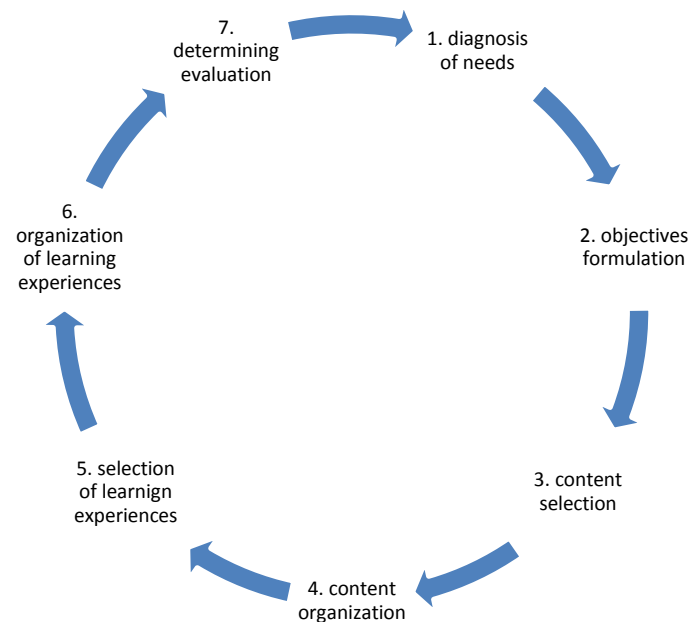 1. diagnosis
of needs
2. objectives
formulation
3. content
selection
4. content
organization
5. selection
of learnign
experiences
6.
organization
of learning
experiences
7.
determining
evaluation